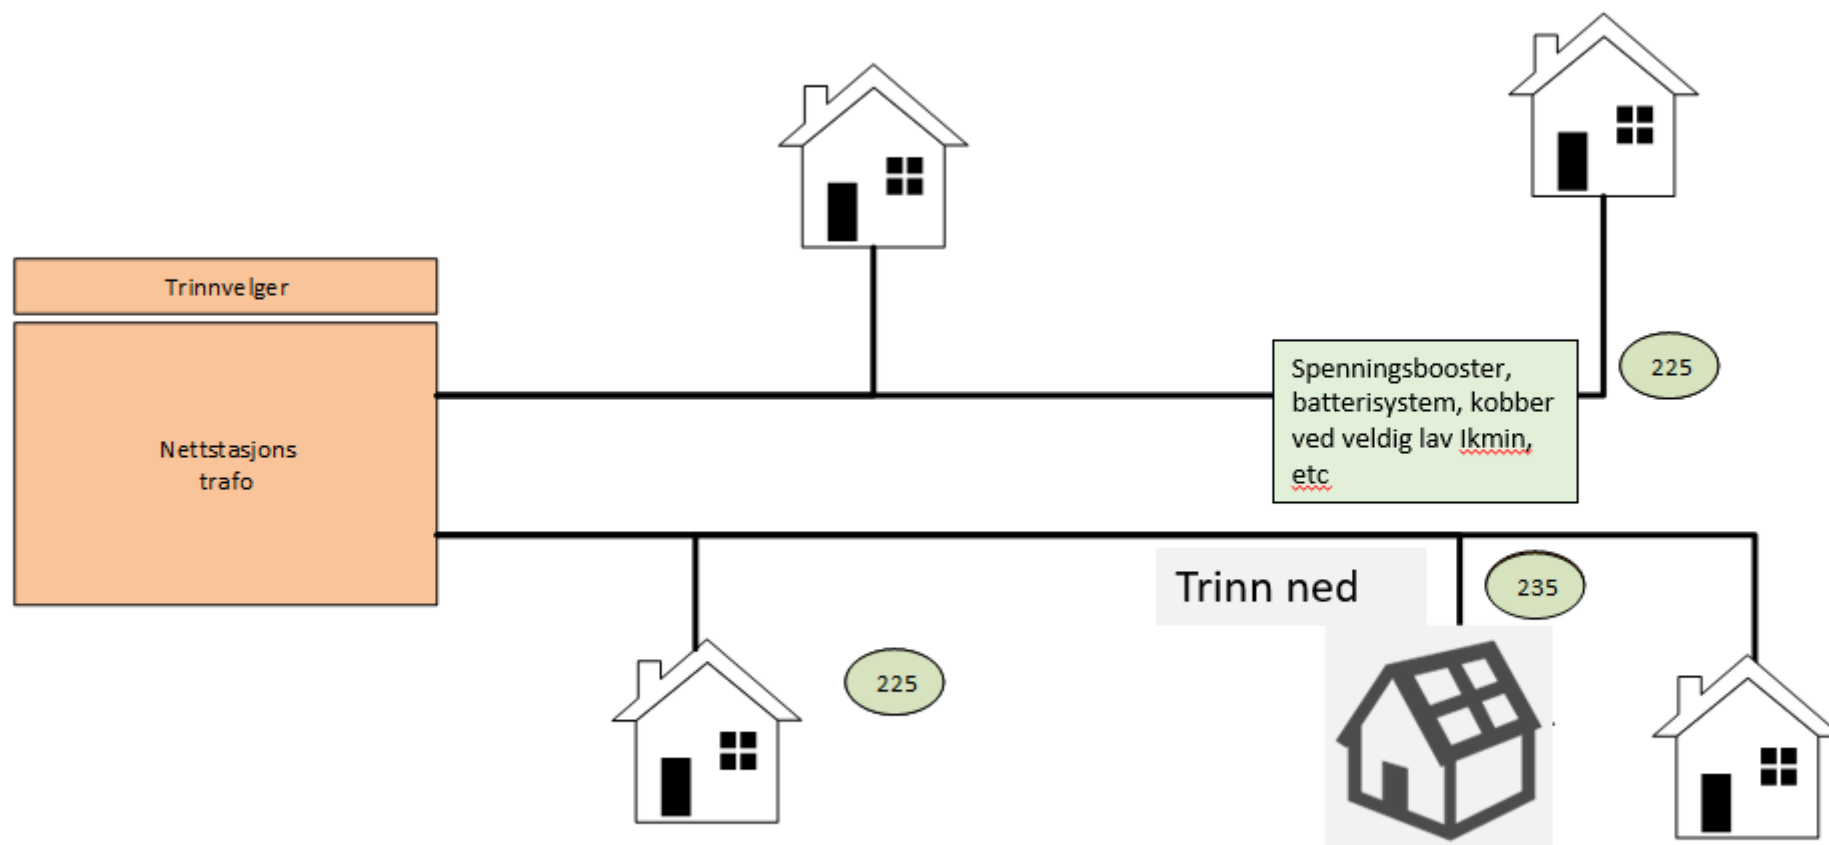 Trinnvelger
Nettstasjons
trafo
Spenningsbooster,
batterisystem, kobber
ved veldig lav Ikmin,
etc
225
Trinn ned
235
225